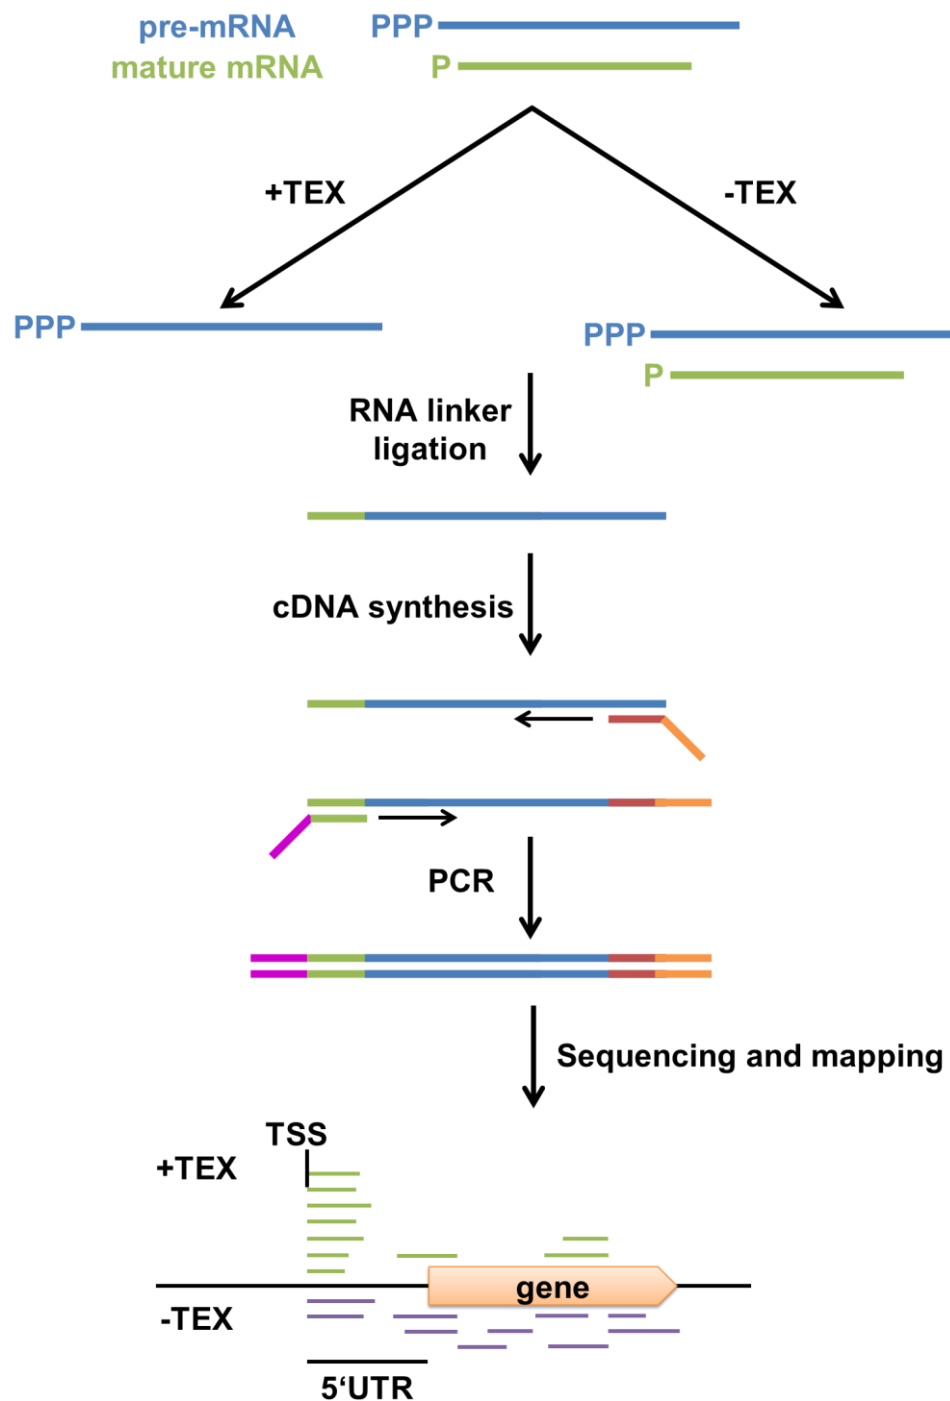 pre-mRNA PPP
mature mRNA P
+TEX -TEX
PPP PPP
P
RNA linker
ligation
cDNA synthesis
PCR
Sequencing and mapping
TSS
+TEX
gene
-TEX
5‘UTR